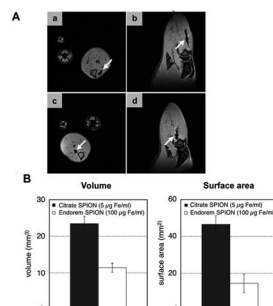 A
a
b
c
d
B
Volume
Surface area
Citrate SPION (5 µg Fe/ml)
Endorem SPION (100 µg Fe/ml)
volume (mm³)
30
20
10
0
Citrate SPION (5 µg Fe/ml)
Endorem SPION (100 µg Fe/ml)
surface area (mm²)
60
40
20
0